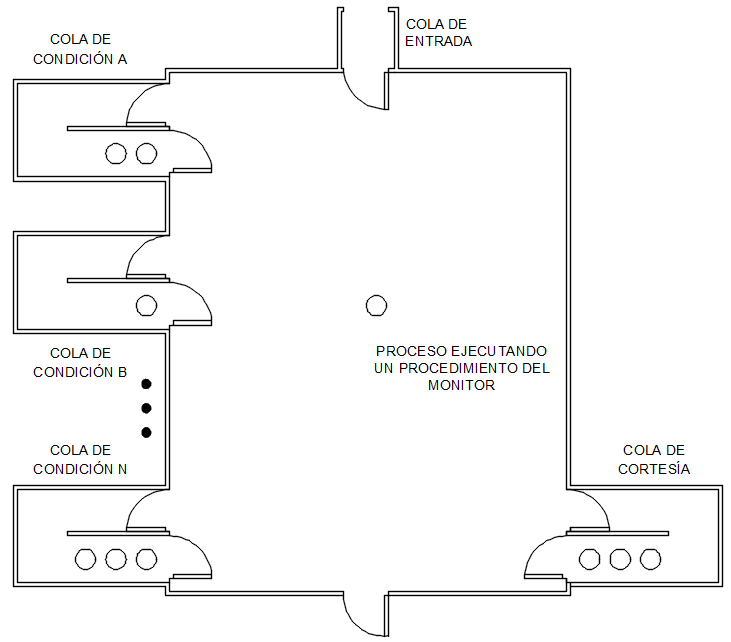 COLA DE
ENTRADA
COLA DE
CONDICIÓN A
COLA DE
CONDICIÓN B
PROCESO EJECUTANDO
UN PROCEDIMIENTO DEL
MONITOR
COLA DE
CONDICIÓN N
COLA DE
CORTESÍA